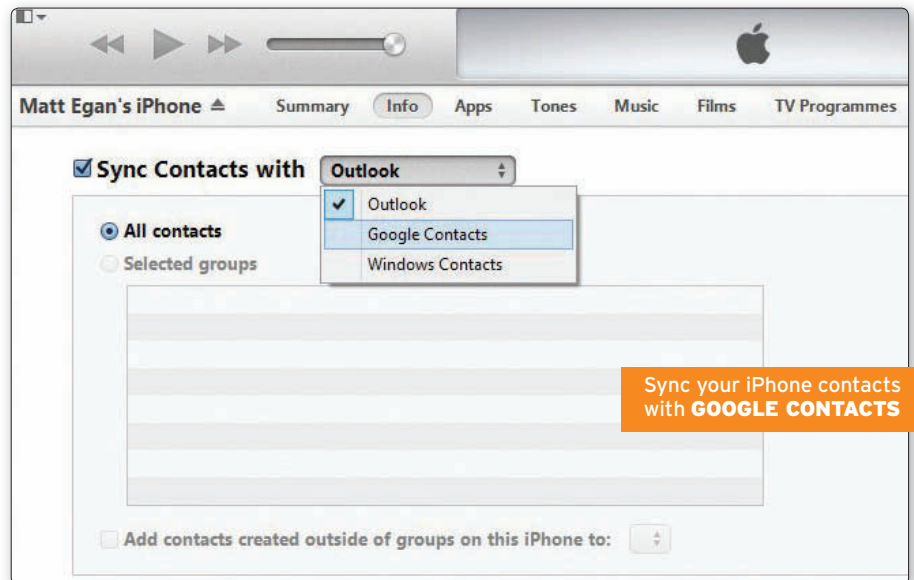 Matt Egan's iPhone Summary Info Apps Tones Music Films TV Programmes
Sync Contacts with Outlook
Outlook
Google Contacts
Windows Contacts
All contacts
Selected groups
Sync your iPhone contacts
with GOOGLE CONTACTS
Add contacts created outside of groups on this iPhone to: